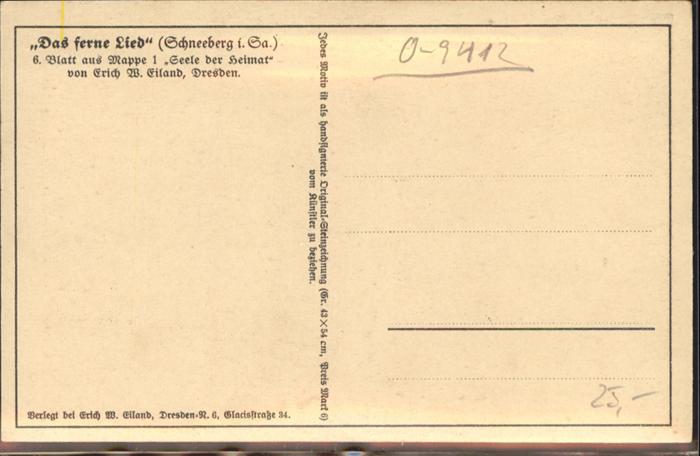 „Das ferne Lied“ (Schneeberg i. Sa.)
6. Blatt aus Mappe 1 „Seele der Heimat“
von Erich W. Eiland, Dresden.
Verlegt bei Erich W. Eiland, Dresden-N. 6, Glacisstraße 34.
Jedes Motiv ist als handsignierte Original-Steinzeichnung (Gr. 43×54 cm, Preis Mark 6)
vom Künstler zu beziehen.
O-9412
25,-